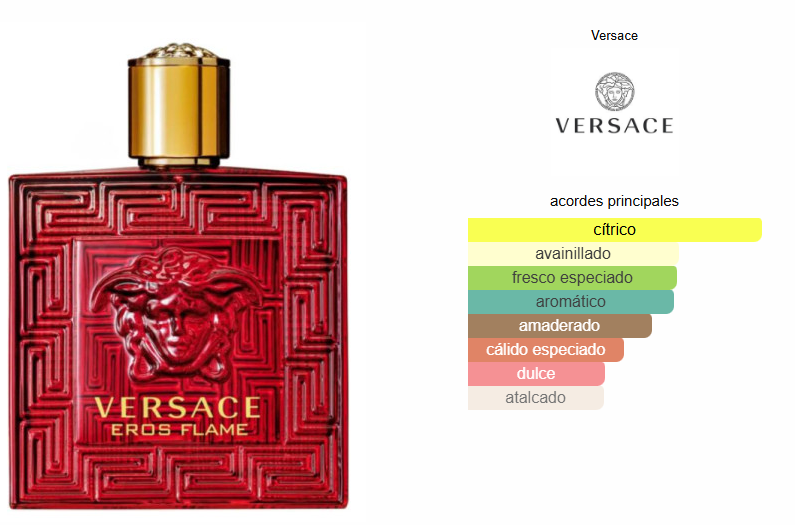 VERSACE
EROS FLAME
Versace
VERSACE
acordes principales
cítrico
avainillado
fresco especiado
aromático
amaderado
cálido especiado
dulce
atalcado